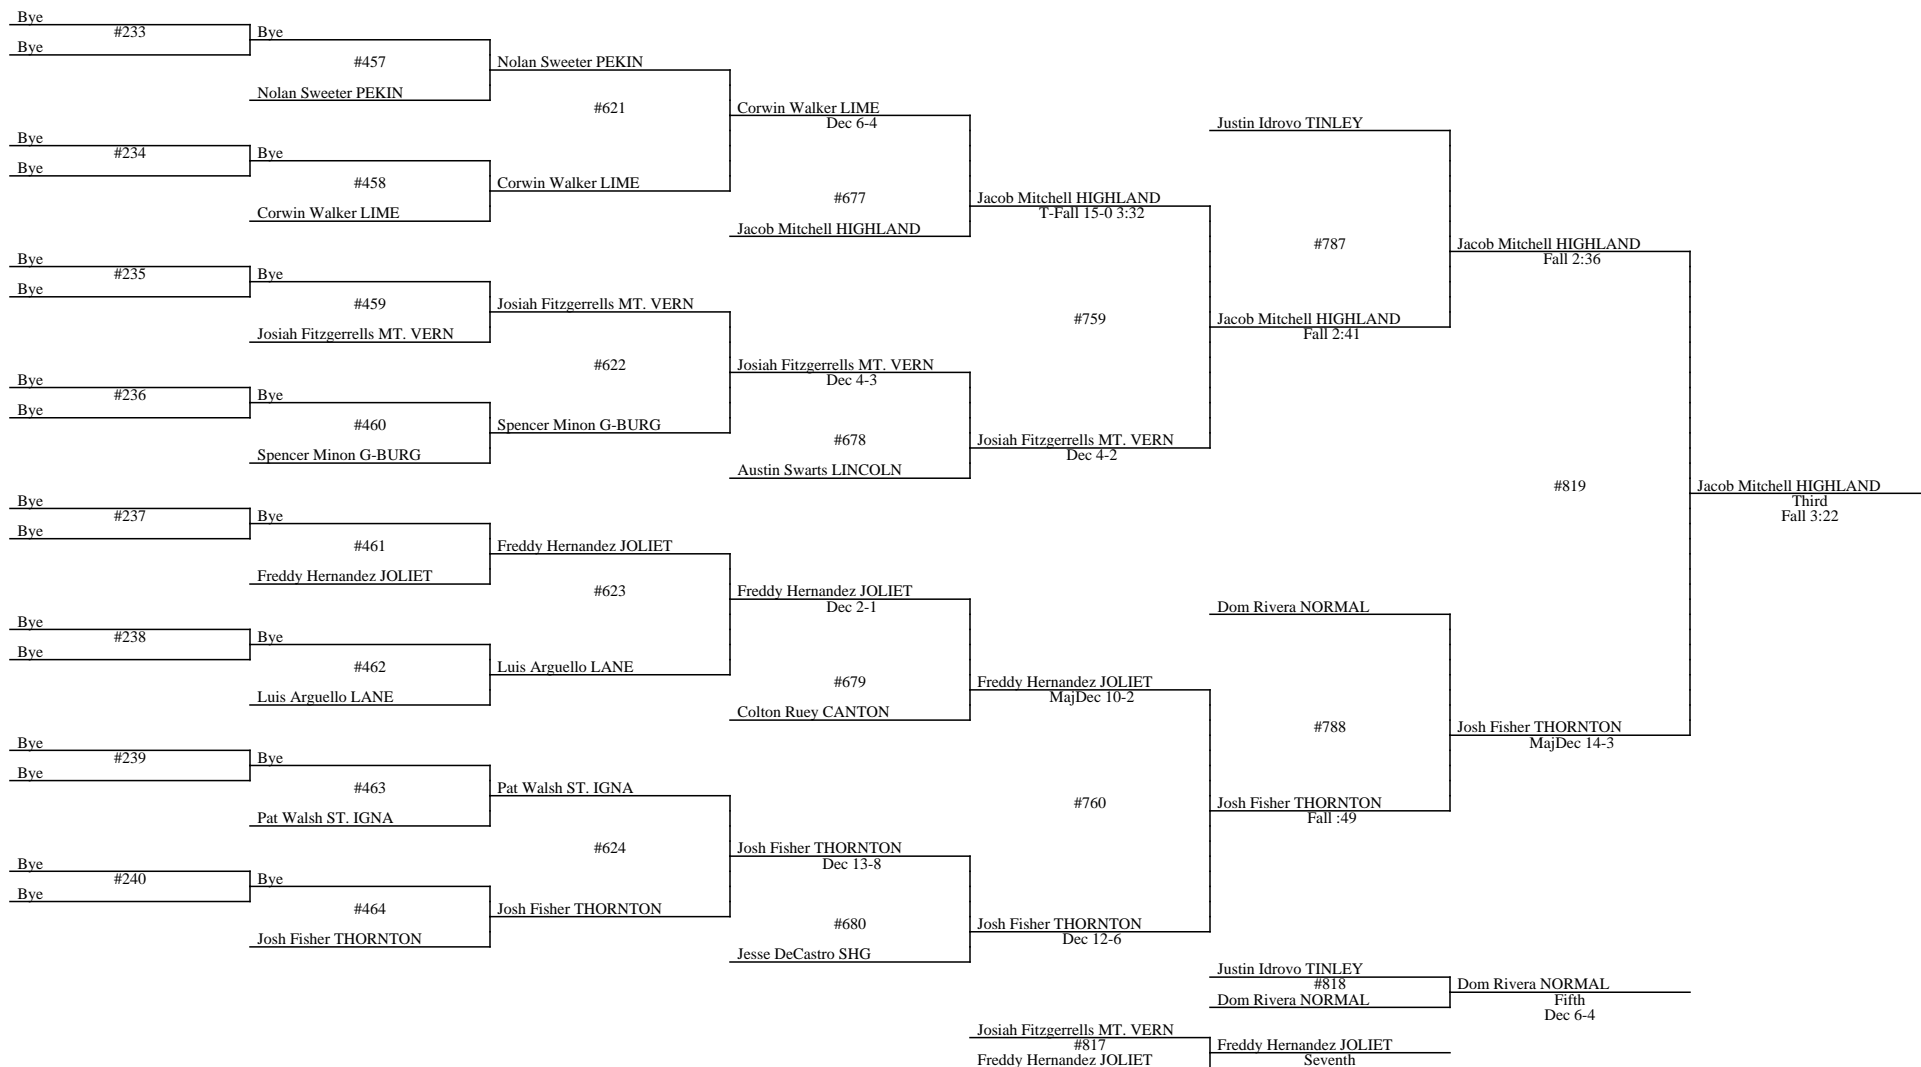 Bye
#233
Bye
Bye
#457
Nolan Sweeter PEKIN
Nolan Sweeter PEKIN
#621
Bye
#234
Bye
Bye
#458
Corwin Walker LIME
Corwin Walker LIME
Corwin Walker LIME
Dec 6-4
#677
Jacob Mitchell HIGHLAND
Bye
#235
Bye
Bye
#459
Josiah Fitzgerrells MT. VERN
Josiah Fitzgerrells MT. VERN
#622
Bye
#236
Bye
Bye
#460
Spencer Minon G-BURG
Spencer Minon G-BURG
Josiah Fitzgerrells MT. VERN
Dec 4-3
#678
Austin Swarts LINCOLN
Jacob Mitchell HIGHLAND
T-Fall 15-0 3:32
#759
Josiah Fitzgerrells MT. VERN
Dec 4-2
Justin Idrovo TINLEY
#787
Jacob Mitchell HIGHLAND
Fall 2:41
Jacob Mitchell HIGHLAND
Fall 2:36
#819
Jacob Mitchell HIGHLAND
Third
Fall 3:22
Bye
#237
Bye
Bye
#461
Freddy Hernandez JOLIET
Freddy Hernandez JOLIET
#623
Bye
#238
Bye
Bye
#462
Luis Arguello LANE
Luis Arguello LANE
Freddy Hernandez JOLIET
Dec 2-1
#679
Colton Ruey CANTON
Bye
#239
Bye
Bye
#463
Pat Walsh ST. IGNA
Pat Walsh ST. IGNA
#624
Bye
#240
Bye
Bye
#464
Josh Fisher THORNTON
Josh Fisher THORNTON
Josh Fisher THORNTON
Dec 13-8
#680
Jesse DeCastro SHG
Freddy Hernandez JOLIET
MajDec 10-2
#760
Josh Fisher THORNTON
Dec 12-6
Dom Rivera NORMAL
#788
Josh Fisher THORNTON
Fall :49
Josh Fisher THORNTON
MajDec 14-3
Justin Idrovo TINLEY
#818
Dom Rivera NORMAL
Dom Rivera NORMAL
Fifth
Dec 6-4
Josiah Fitzgerrells MT. VERN
#817
Freddy Hernandez JOLIET
Freddy Hernandez JOLIET
Seventh